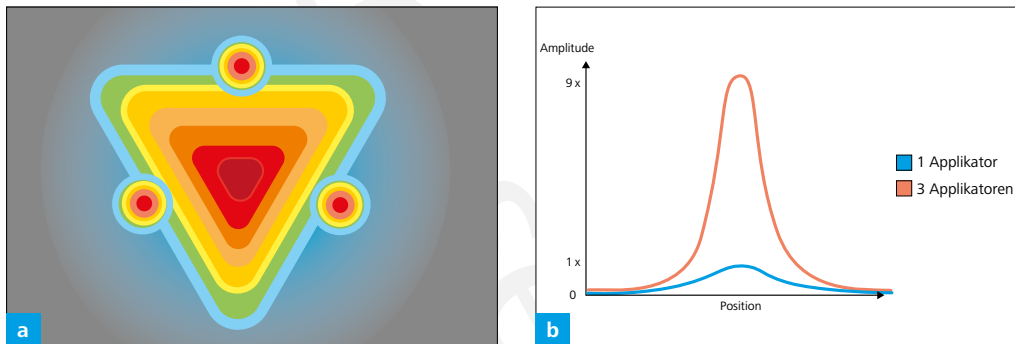 a
Amplitude
9 x
1 x
0
Position
1 Applikator
3 Applikatoren
b